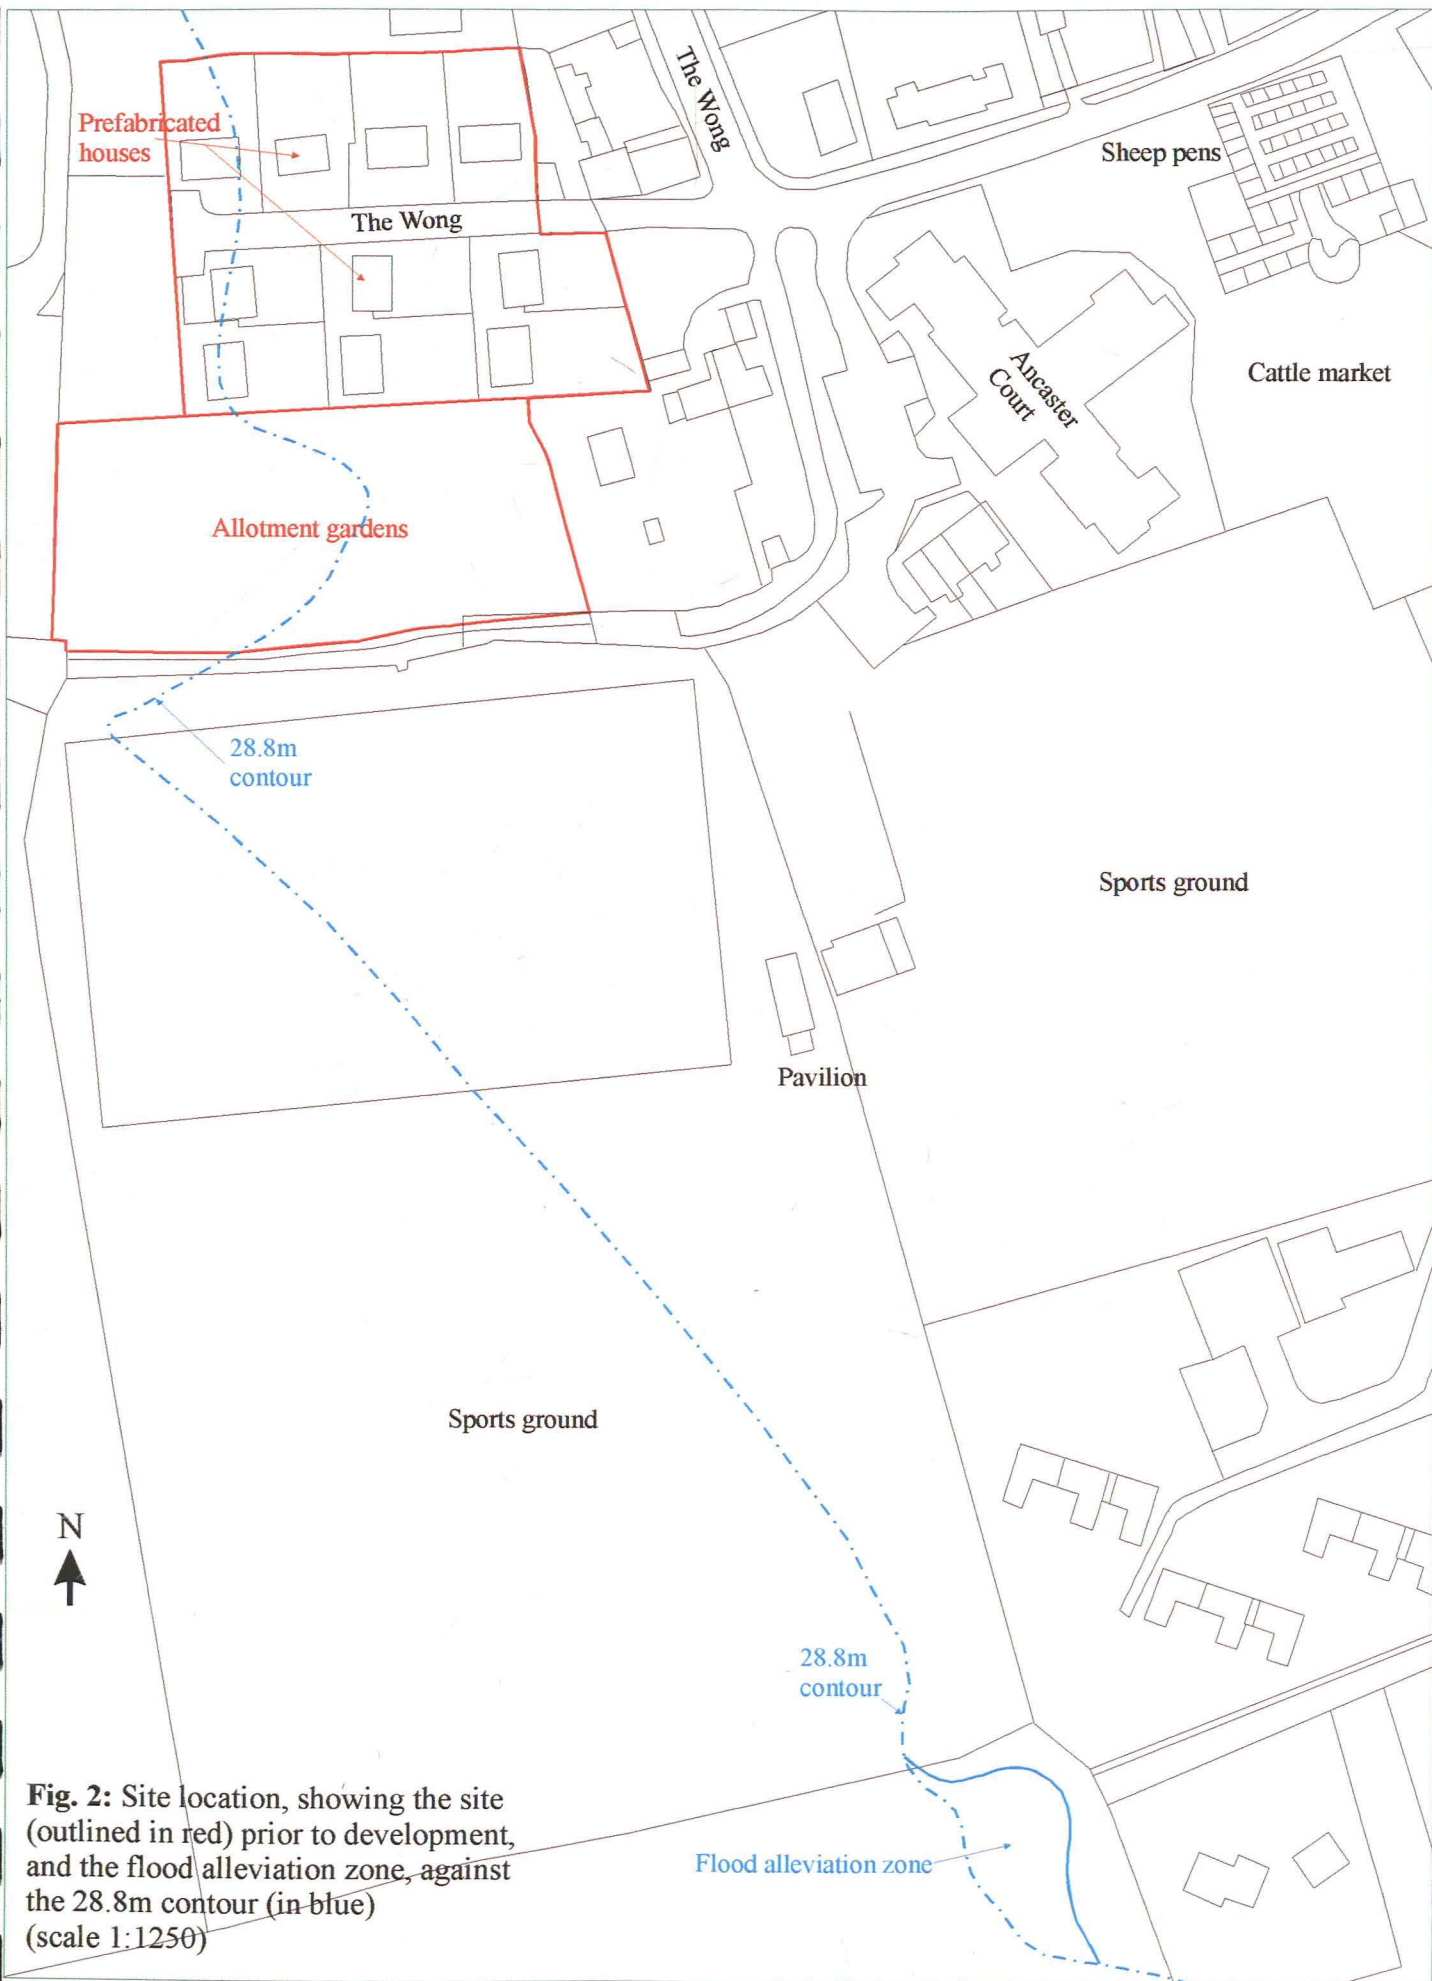 The Wong
Prefabricated
houses
Sheep pens
The Wong
Ancaster
Court
Cattle market
Allotment gardens
28.8m
contour
Sports ground
Pavilion
Sports ground
N
28.8m
contour
Fig. 2: Site location, showing the site
(outlined in red) prior to development,
and the flood alleviation zone, against
the 28.8m contour (in blue)
(scale 1:1250)
Flood alleviation zone